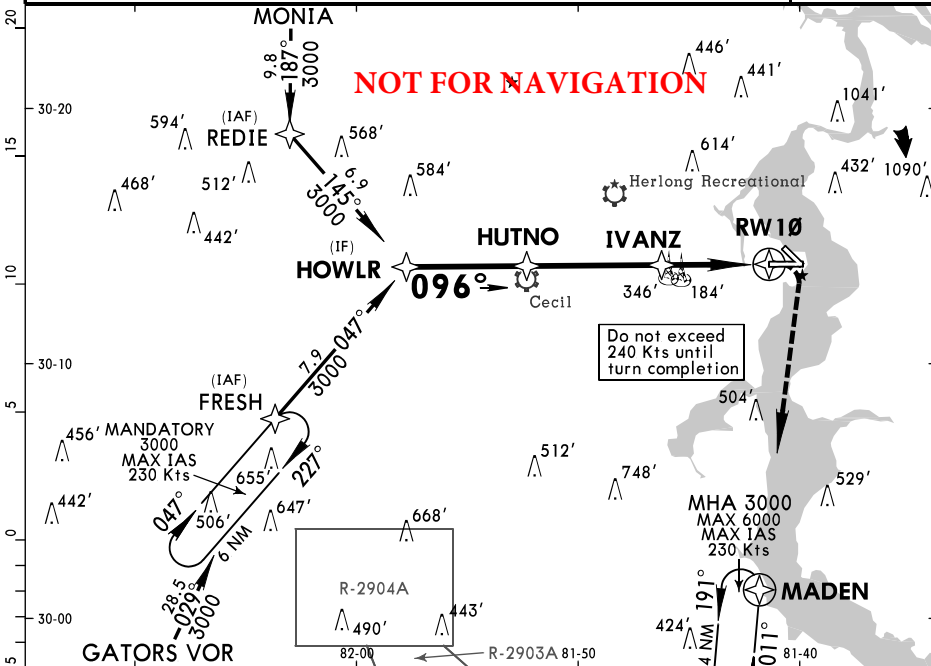 20
MONIA
9.8
187°
3000
NOT FOR NAVIGATION
446'
441'
30-20
1041'
594'
(IAF)
REDIE
568'
15
614'
432'
1090'
468'
512'
6.9
145°
3000
584'
Herlong Recreational
442'
HUTNO
IVANZ
RW10
(IF)
HOWLR
10
096°
Cecil
346'
184'
Do not exceed
240 Kts until
turn completion
047°
7.9
3000
30-10
(IAF)
FRESH
5
504'
456'
MANDATORY
3000
MAX IAS
230 Kts
655'
227°
512'
748'
529'
442'
047°
506'
647'
MHA 3000
MAX 6000
MAX IAS
230 Kts
668'
0
6 NM
28.5
029°
3000
R-2904A
191°
MADEN
30-00
490'
443'
424'
4 NM
011°
GATORS VOR
5
82-00
R-2903A
81-50
81-40